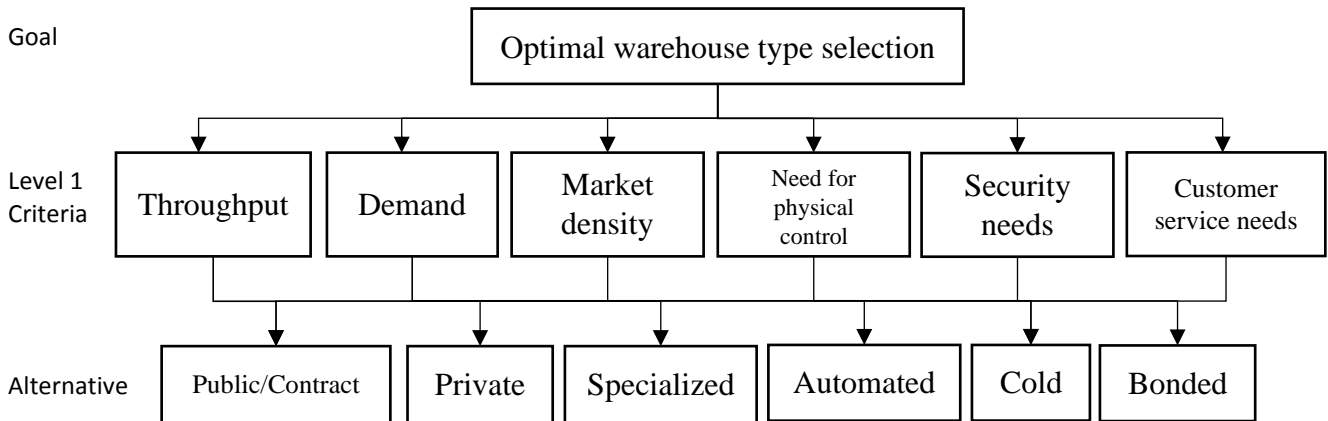 Goal
Optimal warehouse type selection
Level 1
Criteria
Throughput
Demand
Market
density
Need for
physical
control
Security
needs
Customer
service needs
Alternative
Public/Contract
Private
Specialized
Automated
Cold
Bonded